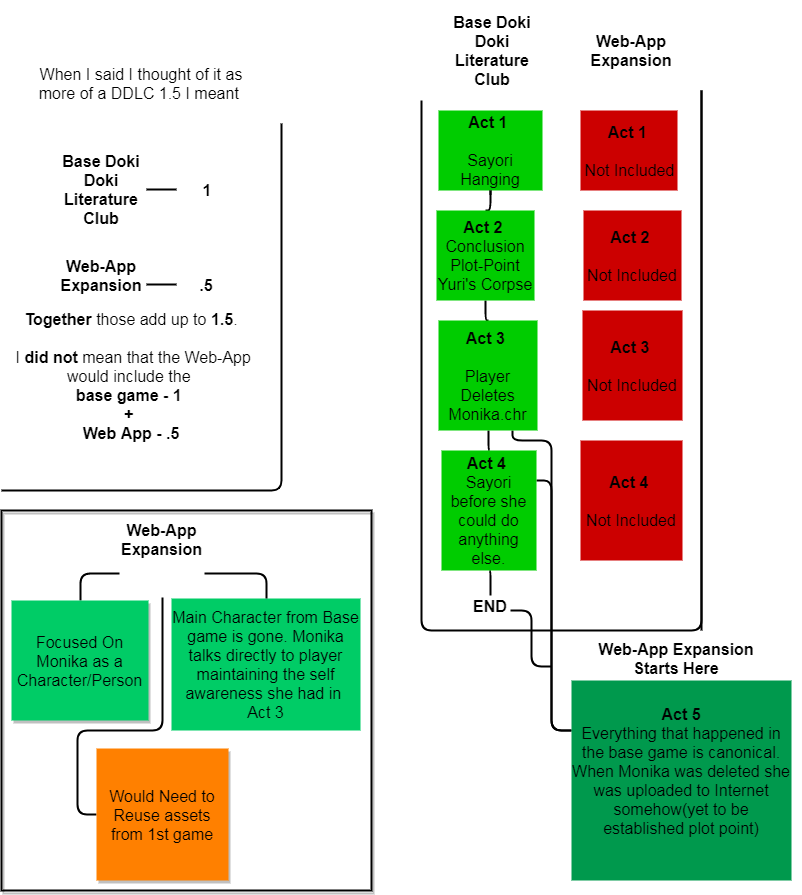 When I said I thought of it as
more of a DDLC 1.5 I meant
Base Doki
Doki
Literature
Club
1
Web-App
Expansion
.5
Together those add up to 1.5.
I did not mean that the Web-App
would include the
base game - 1
+
Web App - .5
Web-App
Expansion
Focused On
Monika as a
Character/Person
Main Character from Base
game is gone. Monika
talks directly to player
maintaining the self
awareness she had in
Act 3
Would Need to
Reuse assets
from 1st game
Base Doki
Doki
Literature
Club
Web-App
Expansion
Act 1
Sayori
Hanging
Act 1
Not Included
Act 2
Conclusion
Plot-Point
Yuri's Corpse
Act 2
Not Included
Act 3
Player
Deletes
Monika.chr
Act 3
Not Included
Act 4
Sayori
before she
could do
anything
else.
Act 4
Not Included
END
Web-App Expansion
Starts Here
Act 5
Everything that happened in
the base game is canonical.
When Monika was deleted she
was uploaded to Internet
somehow(yet to be
established plot point)